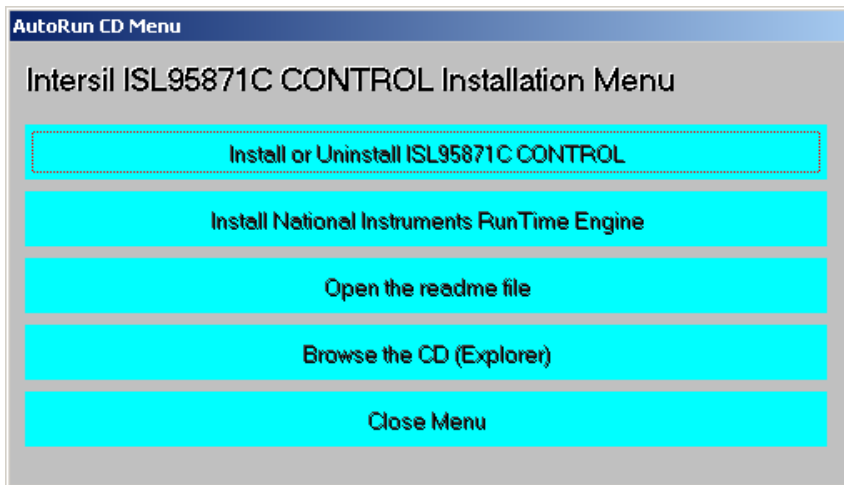 AutoRun CD Menu
Intersil ISL95871C CONTROL Installation Menu
Install or Uninstall ISL95871C CONTROL
Install National Instruments RunTime Engine
Open the readme file
Browse the CD (Explorer)
Close Menu